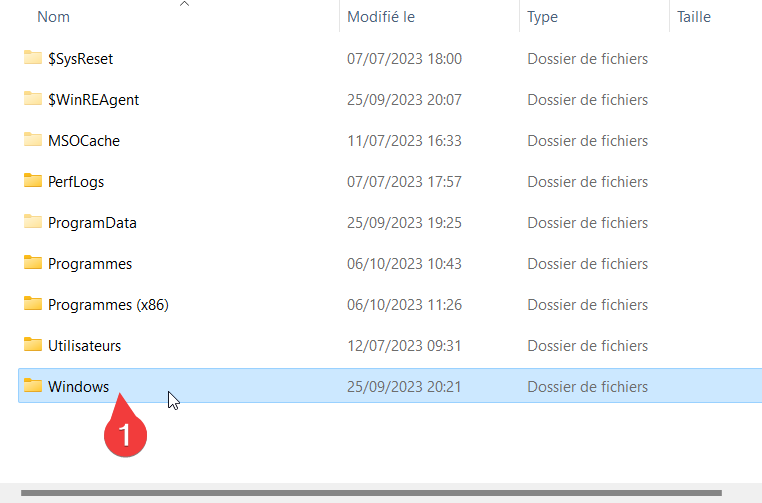 Nom Modifié le Type Taille
$SysReset 07/07/2023 18:00 Dossier de fichiers
$WinREAgent 25/09/2023 20:07 Dossier de fichiers
MSOCache 11/07/2023 16:33 Dossier de fichiers
PerfLogs 07/07/2023 17:57 Dossier de fichiers
ProgramData 25/09/2023 19:25 Dossier de fichiers
Programmes 06/10/2023 10:43 Dossier de fichiers
Programmes (x86) 06/10/2023 11:26 Dossier de fichiers
Utilisateurs 12/07/2023 09:31 Dossier de fichiers
Windows 25/09/2023 20:21 Dossier de fichiers
1